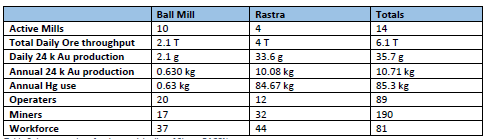 Ball Mill Rastra Totals
Active Mills 10 4 14
Total Daily Ore throughput 2.1 T 4 T 6.1 T
Daily 24 k Au production 2.1 g 33.6 g 35.7 g
Annual 24 k Au production 0.630 kg 10.08 kg 10.71 kg
Annual Hg use 0.63 kg 84.67 kg 85.3 kg
Operaters 20 12 89
Miners 17 32 190
Workforce 37 44 81